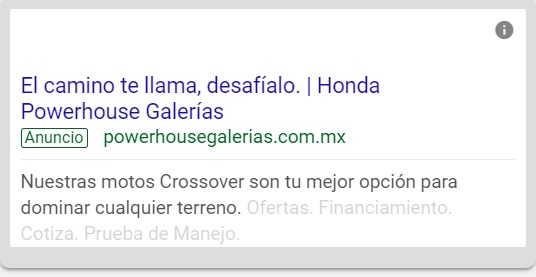 El camino te llama, desafíalo. | Honda
Powerhouse Galerías
Anuncio powerhousegalerias.com.mx
Nuestras motos Crossover son tu mejor opción para
dominar cualquier terreno. Ofertas. Financiamiento.
Cotiza. Prueba de Manejo.